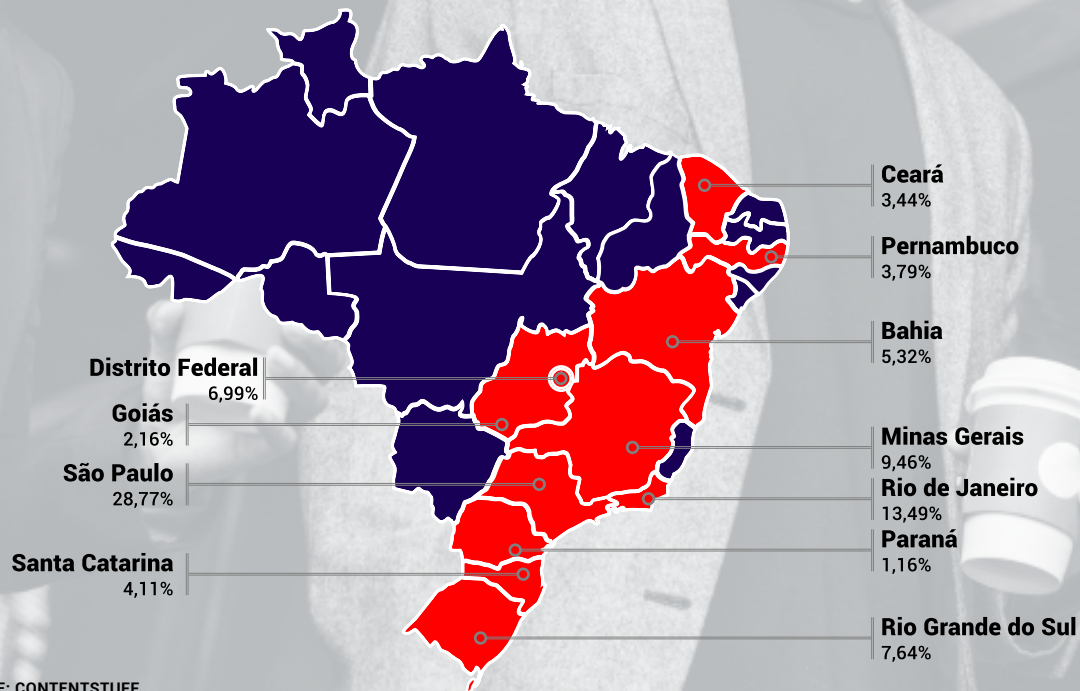 Ceará
3,44%
Pernambuco
3,79%
Bahia
5,32%
Distrito Federal
6,99%
Goiás
2,16%
São Paulo
28,77%
Santa Catarina
4,11%
Minas Gerais
9,46%
Rio de Janeiro
13,49%
Paraná
1,16%
Rio Grande do Sul
7,64%
E: CONTENTSTUFF